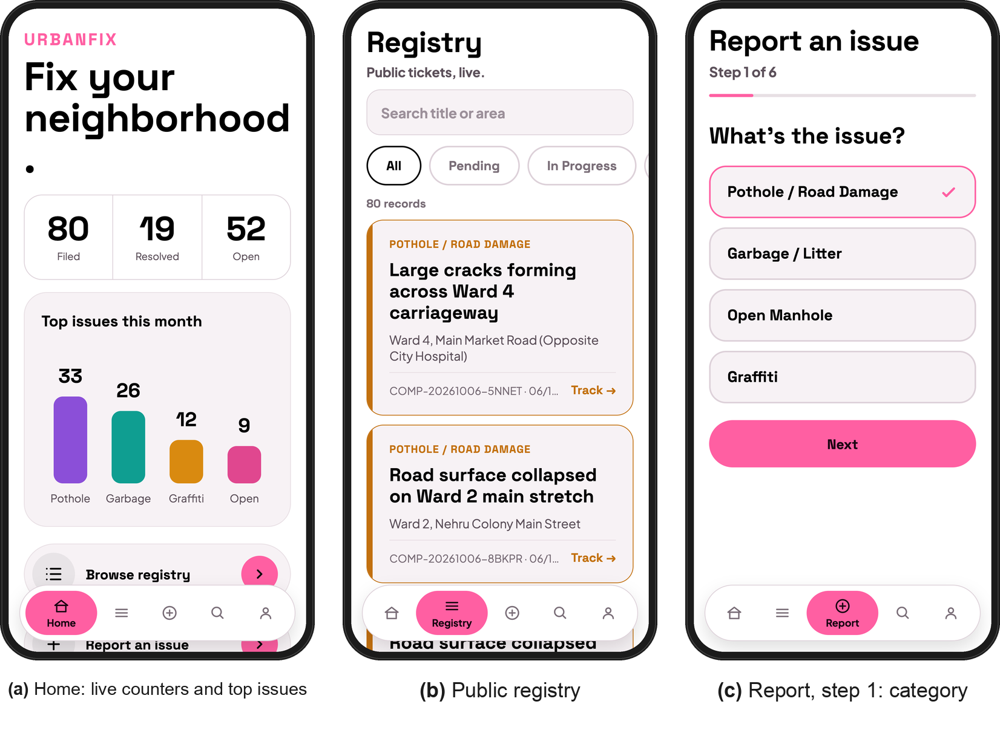 URBANFIX
Fix your
neighborhood
.
80
Filed
19
Resolved
52
Open
Top issues this month
33
26
12
9
Pothole
Garbage
Graffiti
Open
Browse registry
Home
Report an issue
(a) Home: live counters and top issues
Registry
Public tickets, live.
Search title or area
All
Pending
In Progress
80 records
POTHOLE / ROAD DAMAGE
Large cracks forming
across Ward 4
carriageway
Ward 4, Main Market Road (Opposite
City Hospital)
COMP-20261006-5NNET · 06/1... Track →
POTHOLE / ROAD DAMAGE
Road surface collapsed
on Ward 2 main stretch
Ward 2, Nehru Colony Main Street
COMP-20261006-8BKPR · 06/1... Track →
Registry
Road surface collapsed
(b) Public registry
Report an issue
Step 1 of 6
What's the issue?
Pothole / Road Damage
Garbage / Litter
Open Manhole
Graffiti
Next
Report
(c) Report, step 1: category